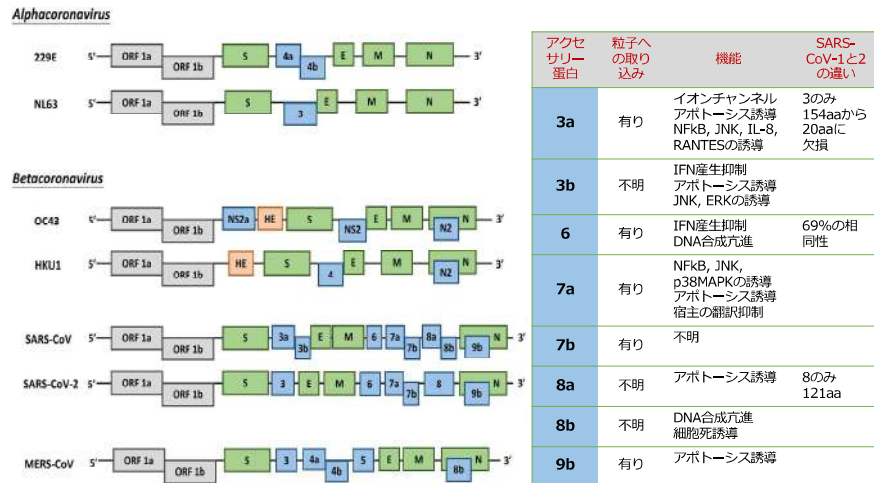 Alphacoronavirus
229E 5' ORF 1a ORF 1b S 4a 4b E M N 3'
NL63 5' ORF 1a ORF 1b S 3 E M N 3'
Betacoronavirus
OC43 5' ORF 1a ORF 1b NS2a HE S NS2 E M N2 N 3'
HKU1 5' ORF 1a ORF 1b HE S 4 E M N2 N 3'
SARS-CoV 5' ORF 1a ORF 1b S 3a 3b E M 6 7a 7b 8a 8b 9b N 3'
SARS-CoV-2 5' ORF 1a ORF 1b S 3 E M 6 7a 7b 8 9b N 3'
MERS-CoV 5' ORF 1a ORF 1b S 3 4a 4b 5 E M 8b N 3'
アクセ
サリー
蛋白
粒子へ
の取り
込み
機能
SARS-
CoV-1と2
の違い
3a
有り
イオンチャンネル
アポトーシス誘導
NFkB, JNK, IL-8,
RANTESの誘導
3のみ
154aaから
20aaに
欠損
3b
不明
IFN産生抑制
アポトーシス誘導
JNK, ERKの誘導
6
有り
IFN産生抑制
DNA合成亢進
69%の相
同性
7a
有り
NFkB, JNK,
p38MAPKの誘導
アポトーシス誘導
宿主の翻訳抑制
7b
有り
不明
8a
不明
アポトーシス誘導
8のみ
121aa
8b
不明
DNA合成亢進
細胞死誘導
9b
有り
アポトーシス誘導